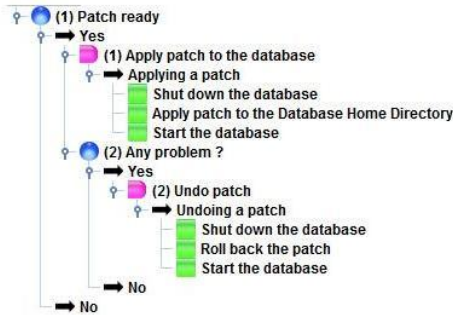 (1) Patch ready
Yes
(1) Apply patch to the database
Applying a patch
Shut down the database
Apply patch to the Database Home Directory
Start the database
(2) Any problem ?
Yes
(2) Undo patch
Undoing a patch
Shut down the database
Roll back the patch
Start the database
No
No